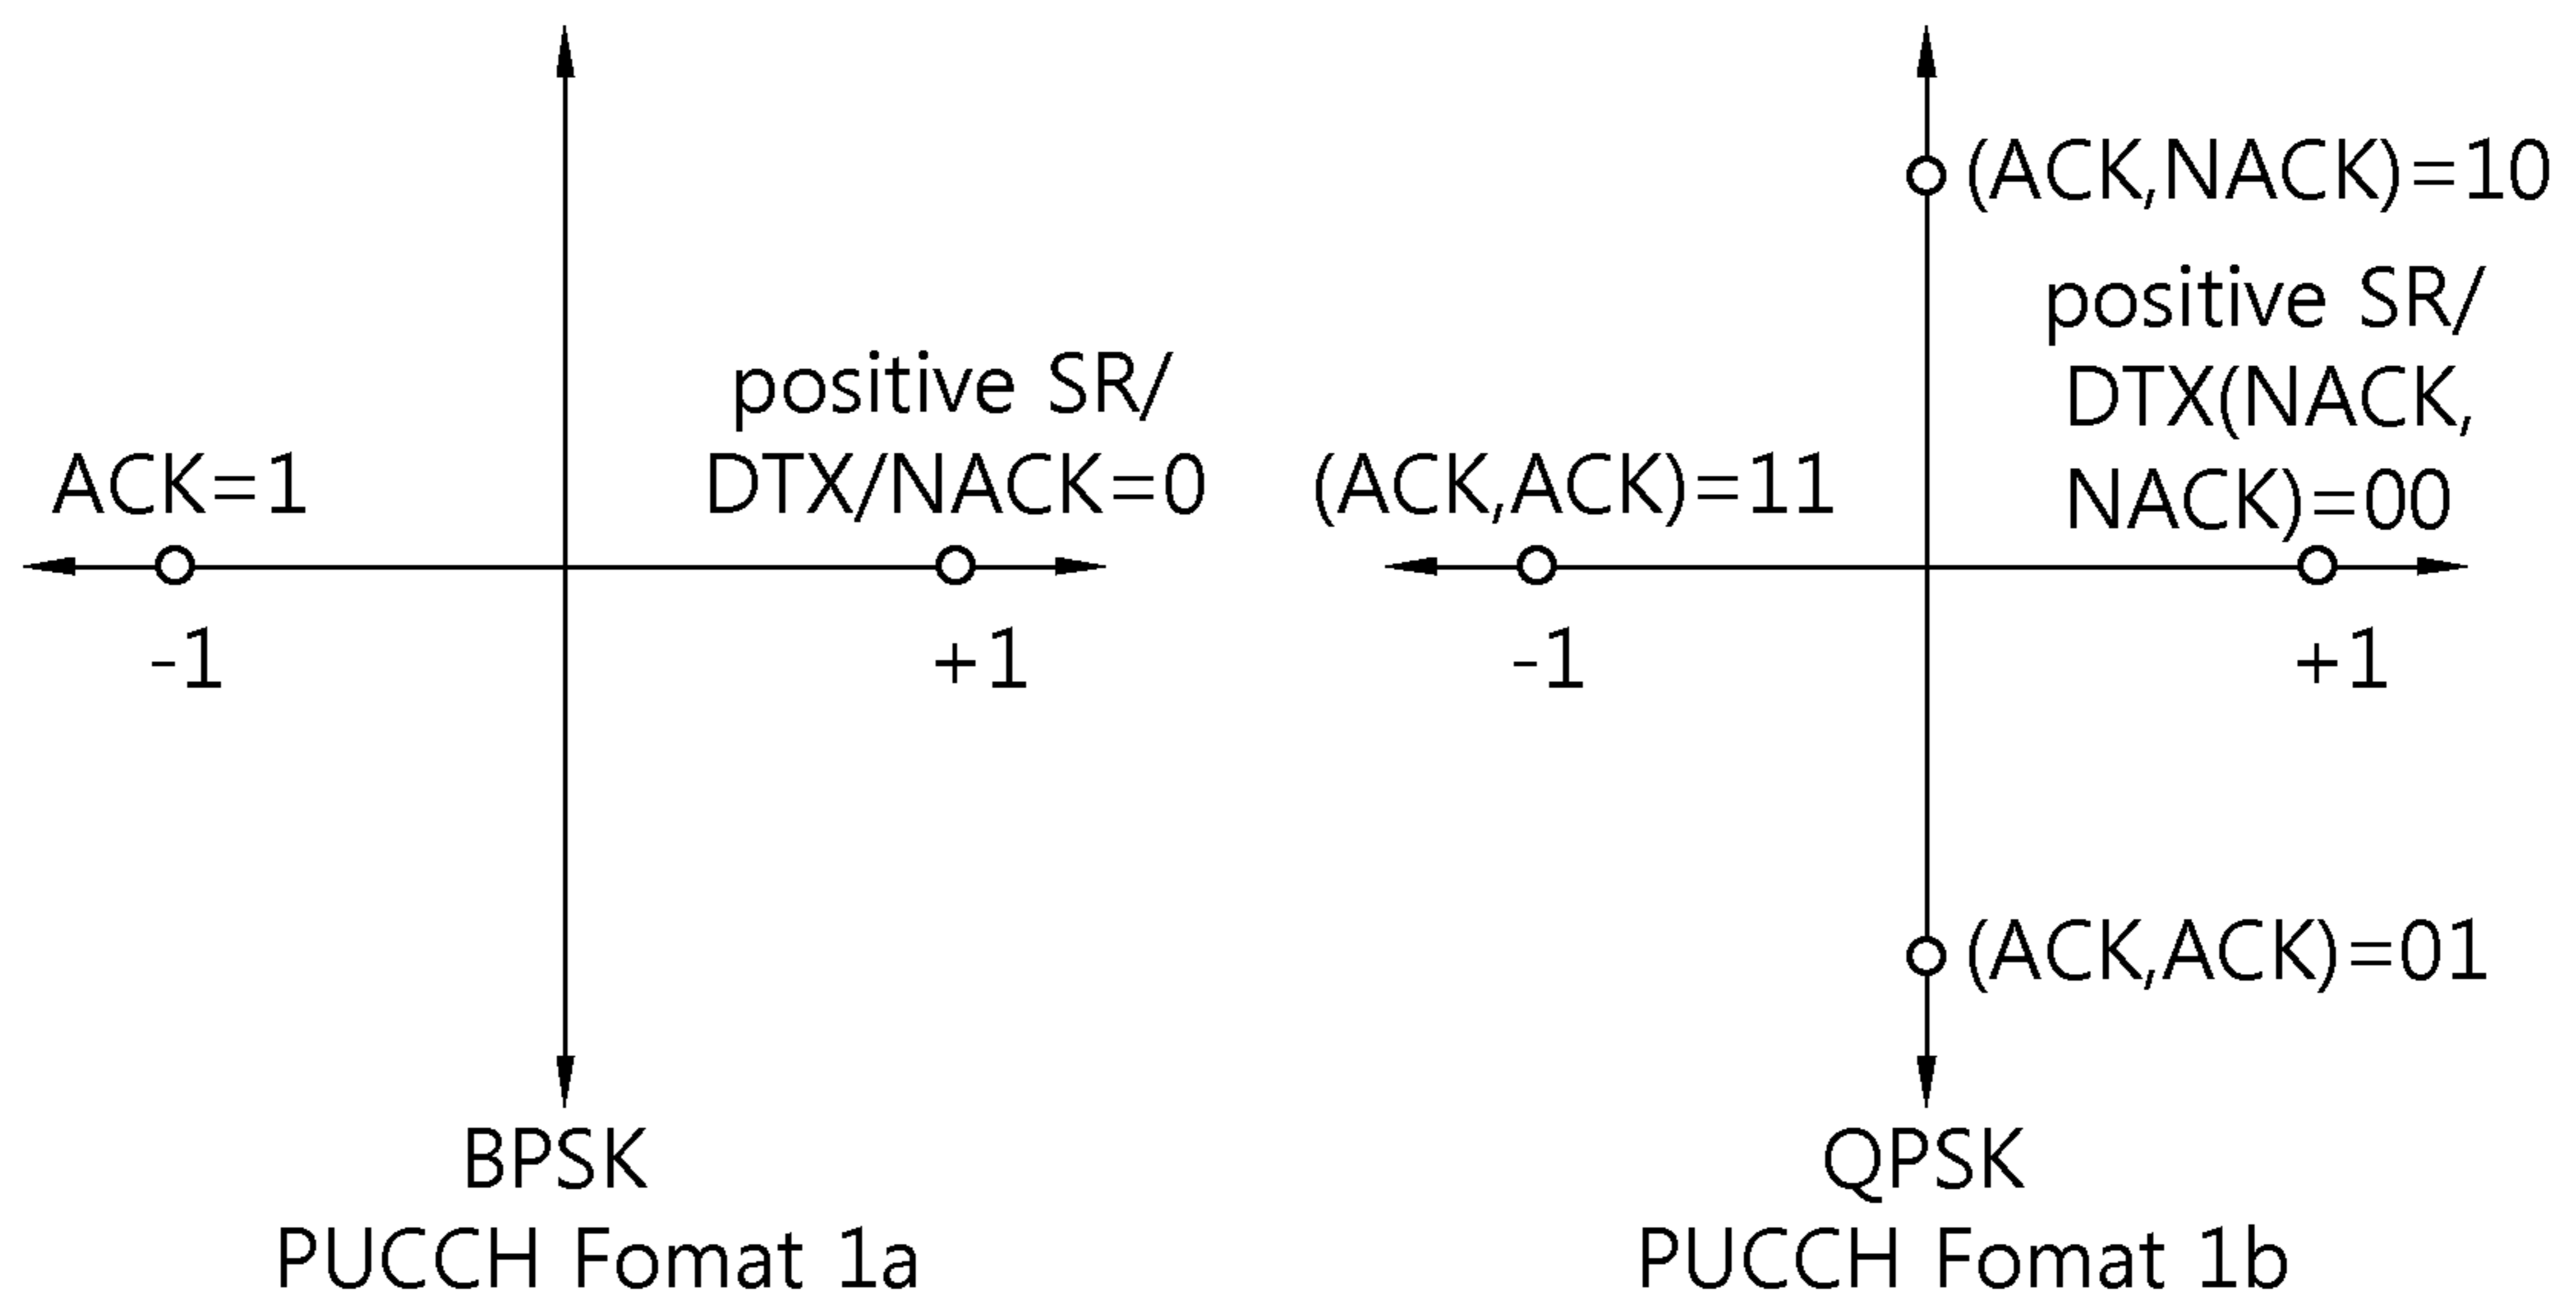 positive SR/
DTX/NACK=0
ACK=1
-1
+1
BPSK
PUCCH Fomat 1a
(ACK,NACK)=10
positive SR/
DTX(NACK,
NACK)=00
(ACK,ACK)=11
-1
+1
(ACK,ACK)=01
QPSK
PUCCH Fomat 1b